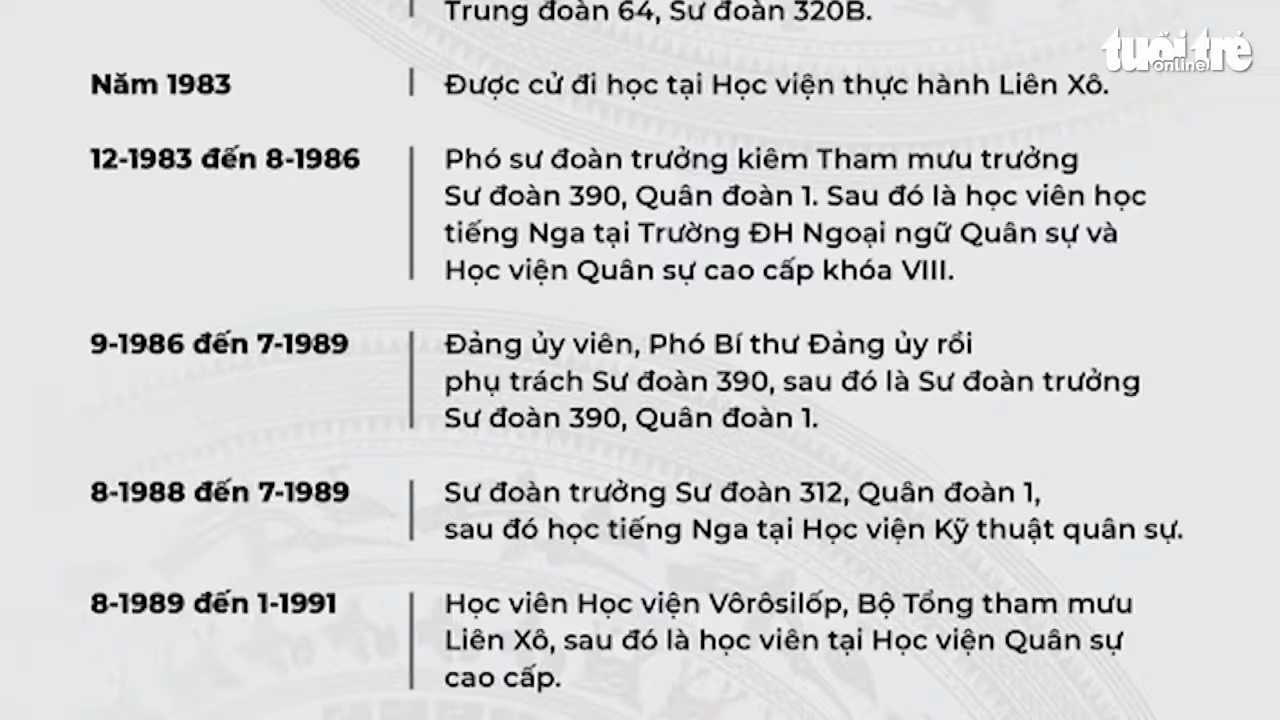 Trung đoàn 64, Sư đoàn 320B.
tuổi trẻ
online
Năm 1983
Được cử đi học tại Học viện thực hành Liên Xô.
12-1983 đến 8-1986
Phó sư đoàn trưởng kiêm Tham mưu trưởng
Sư đoàn 390, Quân đoàn 1. Sau đó là học viên học
tiếng Nga tại Trường ĐH Ngoại ngữ Quân sự và
Học viện Quân sự cao cấp khóa VIII.
9-1986 đến 7-1989
Đảng ủy viên, Phó Bí thư Đảng ủy rồi
phụ trách Sư đoàn 390, sau đó là Sư đoàn trưởng
Sư đoàn 390, Quân đoàn 1.
8-1988 đến 7-1989
Sư đoàn trưởng Sư đoàn 312, Quân đoàn 1,
sau đó học tiếng Nga tại Học viện Kỹ thuật quân sự.
8-1989 đến 1-1991
Học viên Học viện Vôrôsilốp, Bộ Tổng tham mưu
Liên Xô, sau đó là học viên tại Học viện Quân sự
cao cấp.